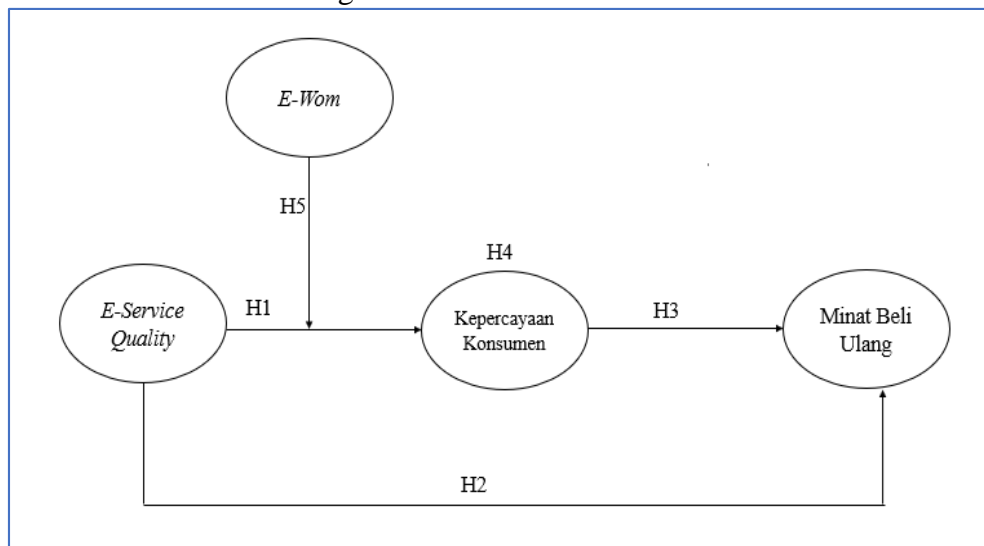 E-Wom
H5
H4
E-Service
Quality
H1
Kepercayaan
Konsumen
H3
Minat Beli
Ulang
H2